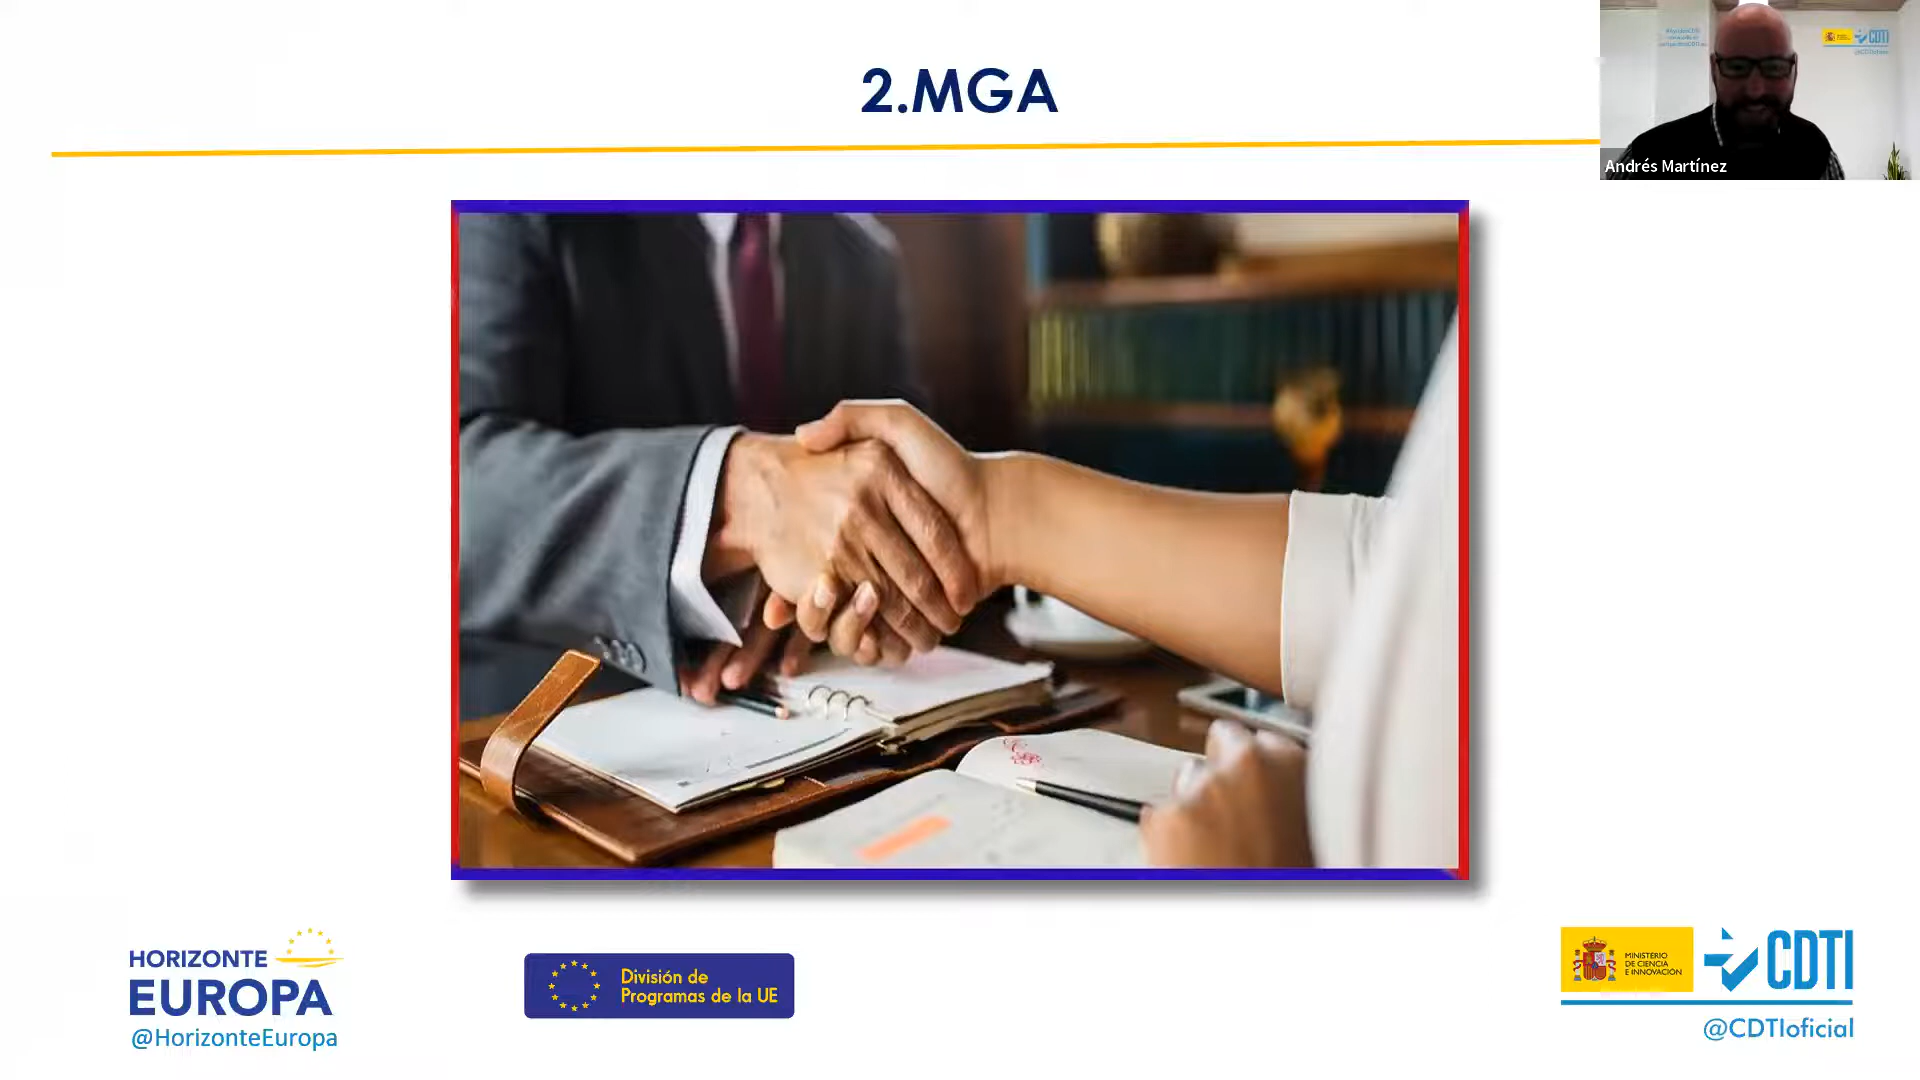 2.MGA
CDTI
Andrés Martínez
HORIZONTE
EUROPA
@HorizonteEuropa
División de
Programas de la UE
MINISTERIO
DE CIENCIA
E INNOVACIÓN
CDTI
@CDTIoficial